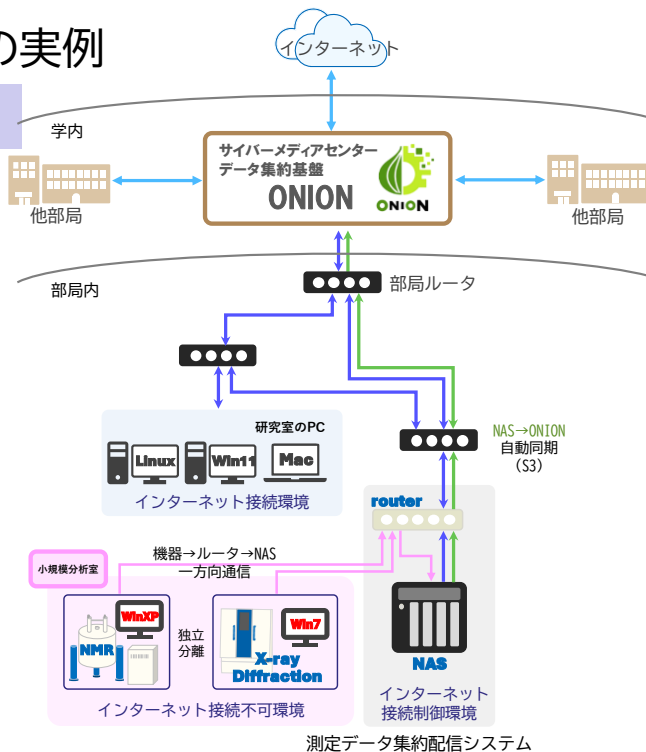 の実例
インターネット
学内
サイバーメディアセンター
データ集約基盤
ONION
ONION
他部局
他部局
部局内
部局ルータ
研究室のPC
Linux
Win11
Mac
インターネット接続環境
NAS→ONION
自動同期
(S3)
router
機器→ルータ→NAS
一方向通信
小規模分析室
WinXP
NMR
独立
分離
Win7
X-ray
Diffraction
NAS
インターネット接続不可環境
インターネット
接続制御環境
測定データ集約配信システム